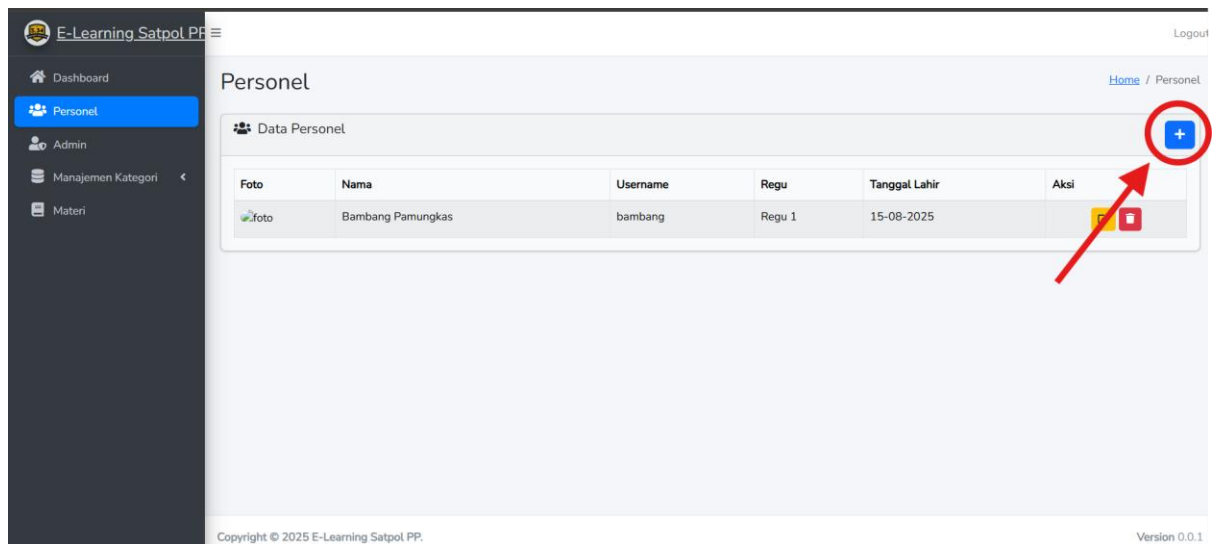 E-Learning Satpol PP
Logout
Dashboard
Personel
Admin
Manajemen Kategori
Materi
Personel
Home / Personel
Data Personel
+
Foto Nama Username Regu Tanggal Lahir Aksi
foto Bambang Pamungkas bambang Regu 1 15-08-2025
Copyright © 2025 E-Learning Satpol PP.
Version 0.0.1